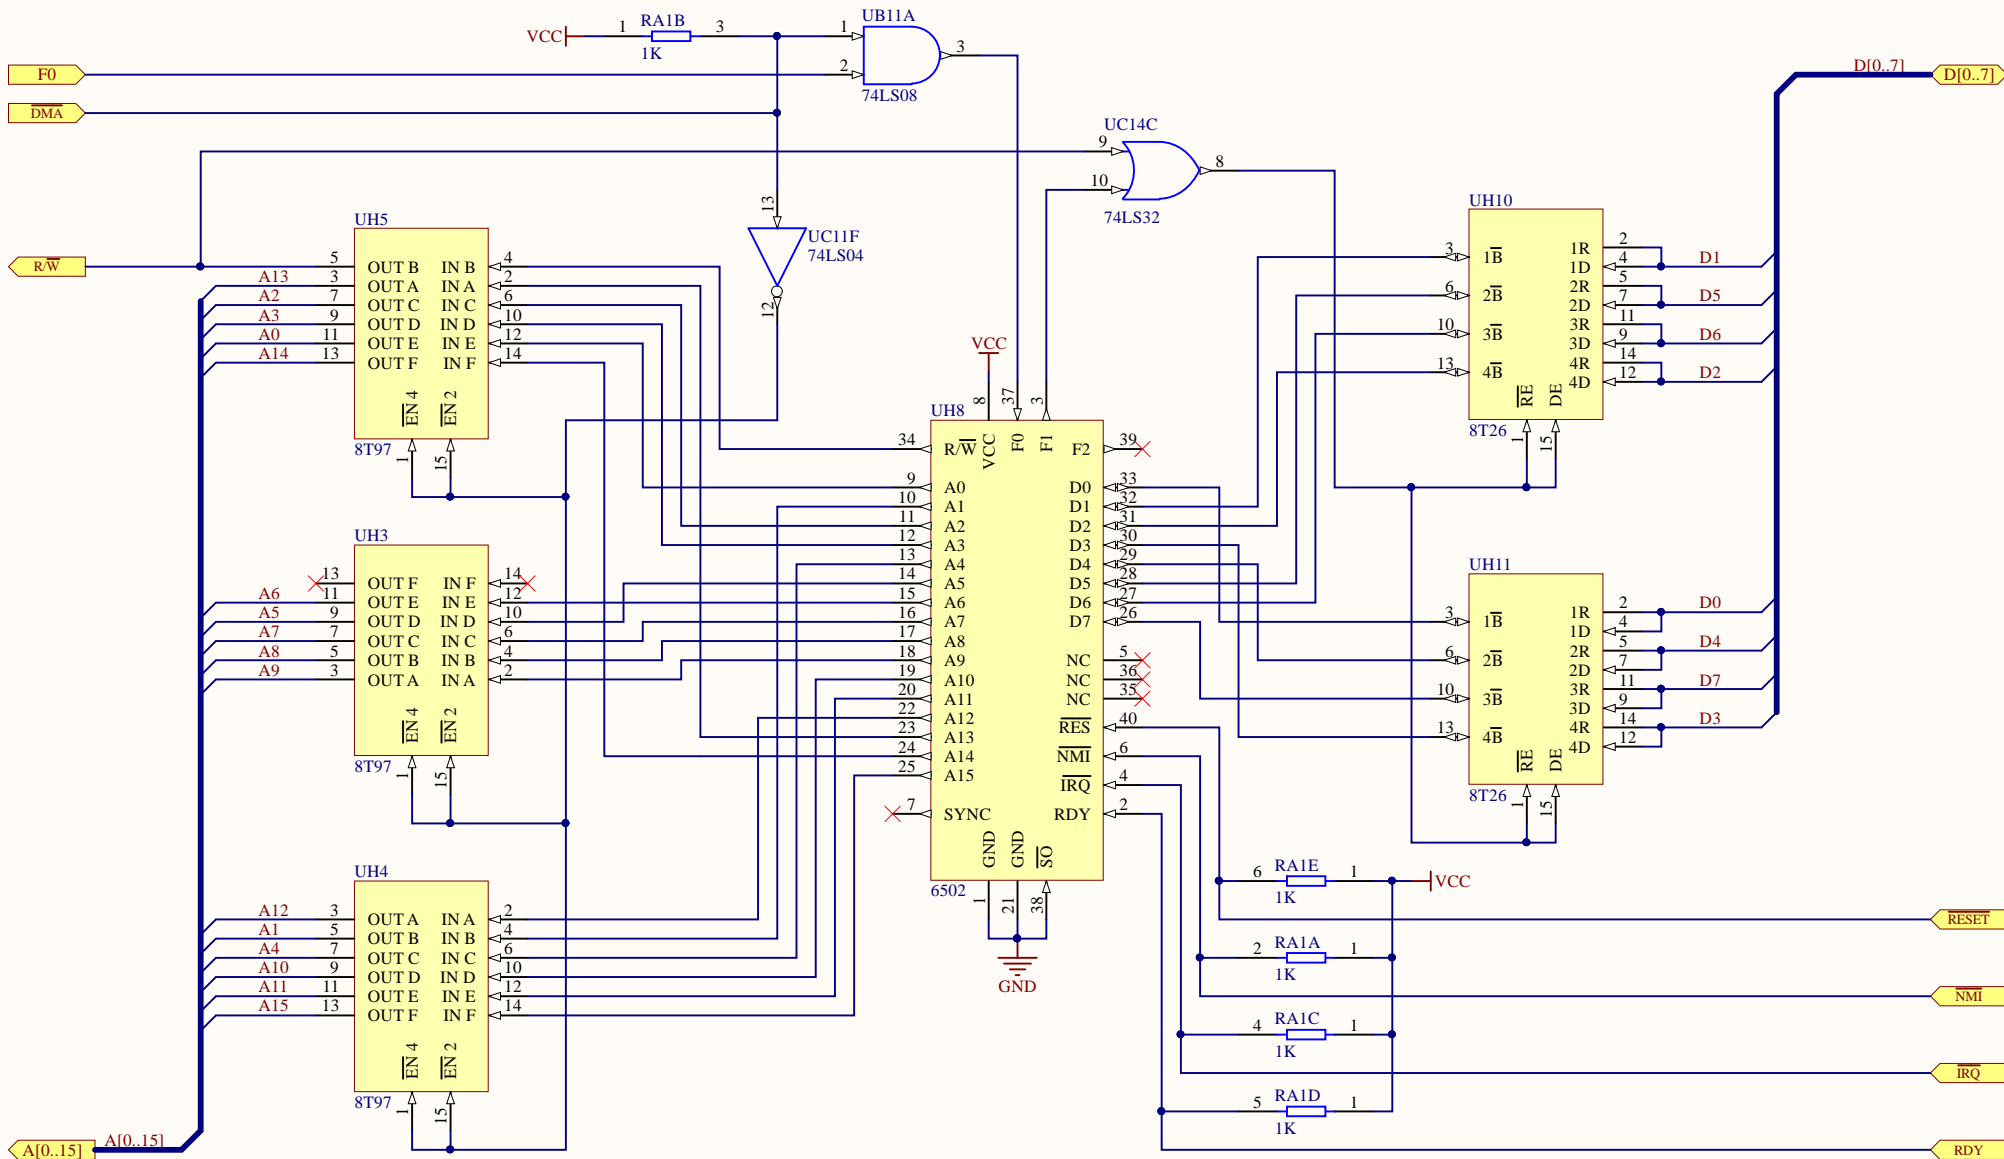 VCC 1 RA1B 3 1K
UB11A 1 2 3 74LS08
F0
DMA
D[0..7] D[0..7]
UC14C 9 10 8 74LS32
13 UC11F 74LS04 12
R/W
UH5
5 OUT B IN B 4
A13 3 OUT A IN A 2
A2 7 OUT C IN C 6
A3 9 OUT D IN D 10
A0 11 OUT E IN E 12
A14 13 OUT F IN F 14
EN 4 EN 2
8T97 1 15
UH3
13 OUT F IN F 14
A6 11 OUT E IN E 12
A5 9 OUT D IN D 10
A7 7 OUT C IN C 6
A8 5 OUT B IN B 4
A9 3 OUT A IN A 2
EN 4 EN 2
8T97 1 15
UH4
A12 3 OUT A IN A 2
A1 5 OUT B IN B 4
A4 7 OUT C IN C 6
A10 9 OUT D IN D 10
A11 11 OUT E IN E 12
A15 13 OUT F IN F 14
EN 4 EN 2
8T97 1 15
A[0..15] A[0..15]
VCC
8 37 3
UH8
VCC F0 F1
34 R/W F2 39
9 A0 D0 33
10 A1 D1 32
11 A2 D2 31
12 A3 D3 30
13 A4 D4 29
14 A5 D5 28
15 A6 D6 27
16 A7 D7 26
17 A8
18 A9 NC 5
19 A10 NC 36
20 A11 NC 35
22 A12 RES 40
23 A13
24 A14 NMI 6
25 A15 IRQ 4
7 SYNC RDY 2
GND GND SO
6502 1 21 38
GND
UH10
3 1B 1R 2
1D 4 D1
6 2B 2R 5
2D 7 D5
10 3B 3R 11
3D 9 D6
13 4B 4R 14
4D 12 D2
RE DE
8T26 1 15
UH11
3 1B 1R 2 D0
1D 4
6 2B 2R 5 D4
2D 7
10 3B 3R 11 D7
3D 9
13 4B 4R 14 D3
4D 12
RE DE
8T26 1 15
6 RA1E 1 VCC
1K
RESET
2 RA1A 1
1K
NMI
4 RA1C 1
1K
IRQ
5 RA1D 1
1K
RDY